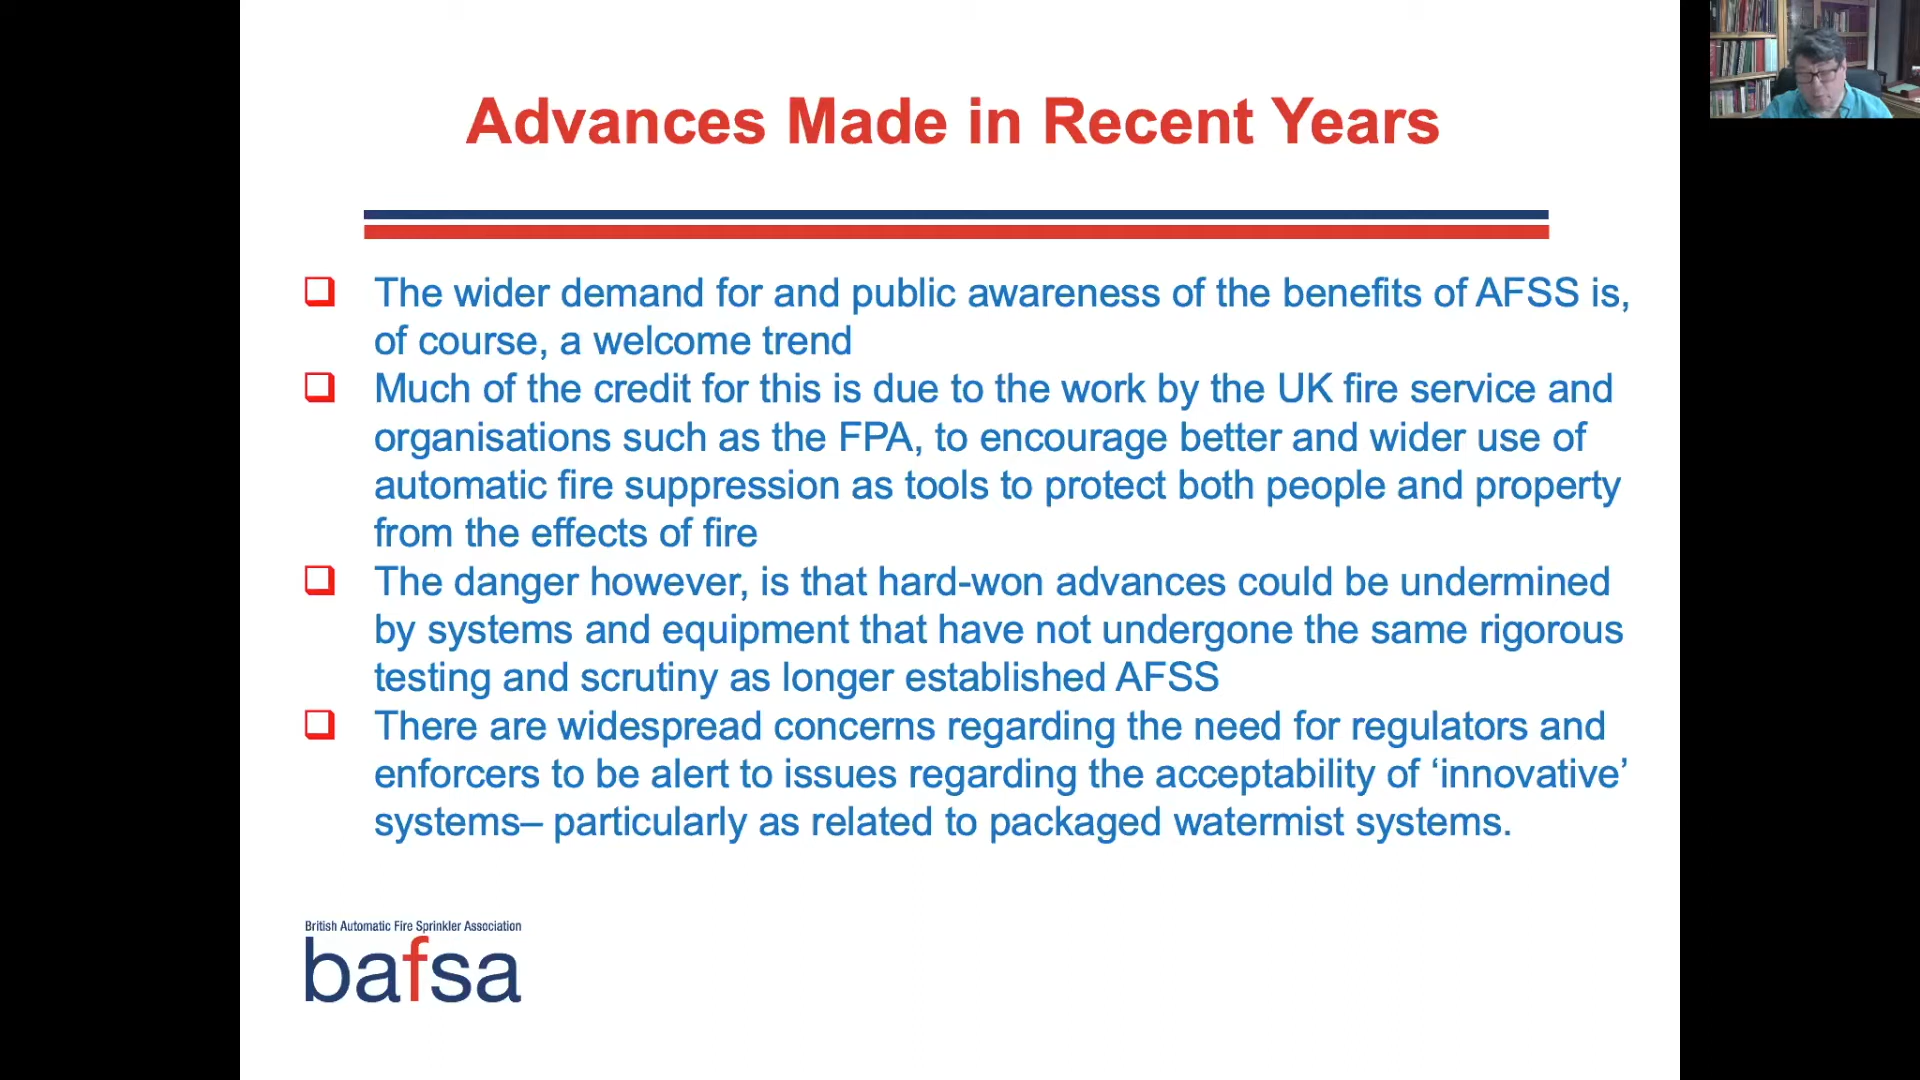 Advances Made in Recent Years
The wider demand for and public awareness of the benefits of AFSS is,
of course, a welcome trend
Much of the credit for this is due to the work by the UK fire service and
organisations such as the FPA, to encourage better and wider use of
automatic fire suppression as tools to protect both people and property
from the effects of fire
The danger however, is that hard-won advances could be undermined
by systems and equipment that have not undergone the same rigorous
testing and scrutiny as longer established AFSS
There are widespread concerns regarding the need for regulators and
enforcers to be alert to issues regarding the acceptability of ‘innovative’
systems– particularly as related to packaged watermist systems.
British Automatic Fire Sprinkler Association
bafsa